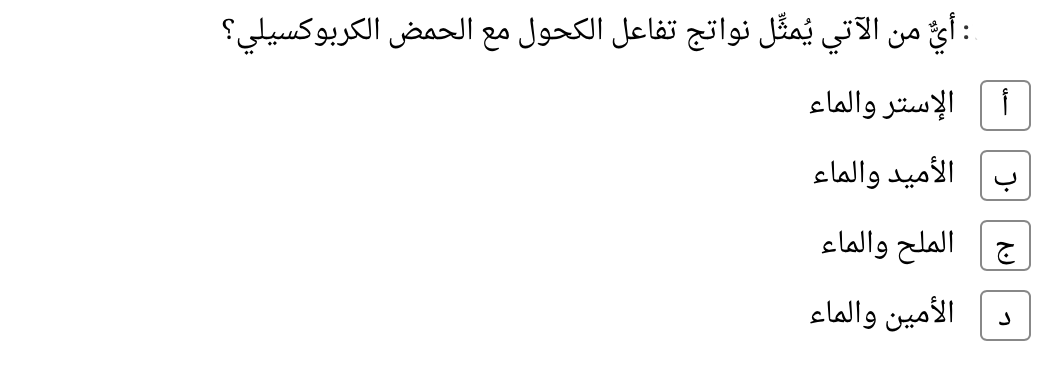 : أيٌّ من الآتي يُمثِّل نواتج تفاعل الكحول مع الحمض الكربوكسيلي؟
أ الإستر والماء
ب الأميد والماء
ج الملح والماء
د الأمين والماء